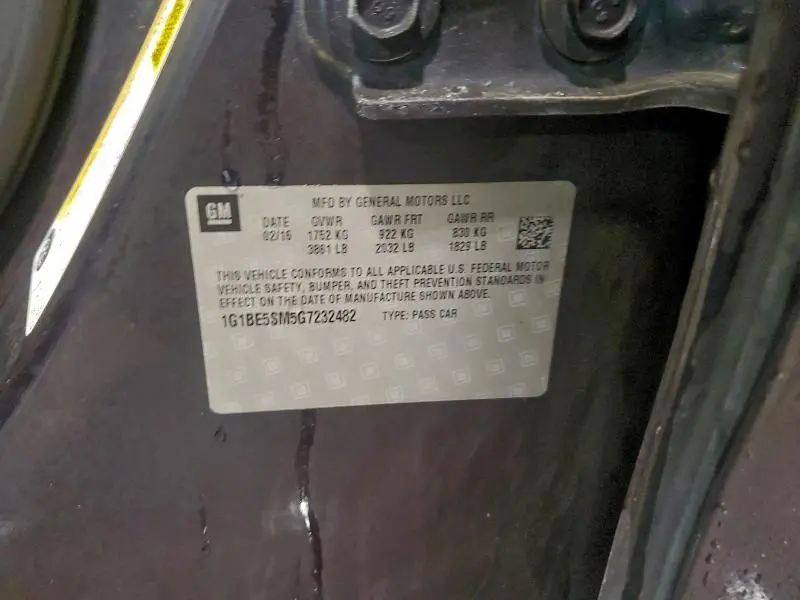 GM
MFD BY GENERAL MOTORS LLC
DATE GVWR GAWR FRT GAWR RR
02/16 1752 KG 922 KG 830 KG
3861 LB 2032 LB 1829 LB
THIS VEHICLE CONFORMS TO ALL APPLICABLE U.S. FEDERAL MOTOR
VEHICLE SAFETY, BUMPER, AND THEFT PREVENTION STANDARDS IN
EFFECT ON THE DATE OF MANUFACTURE SHOWN ABOVE.
1G1BE5SM5G7232482 TYPE: PASS CAR